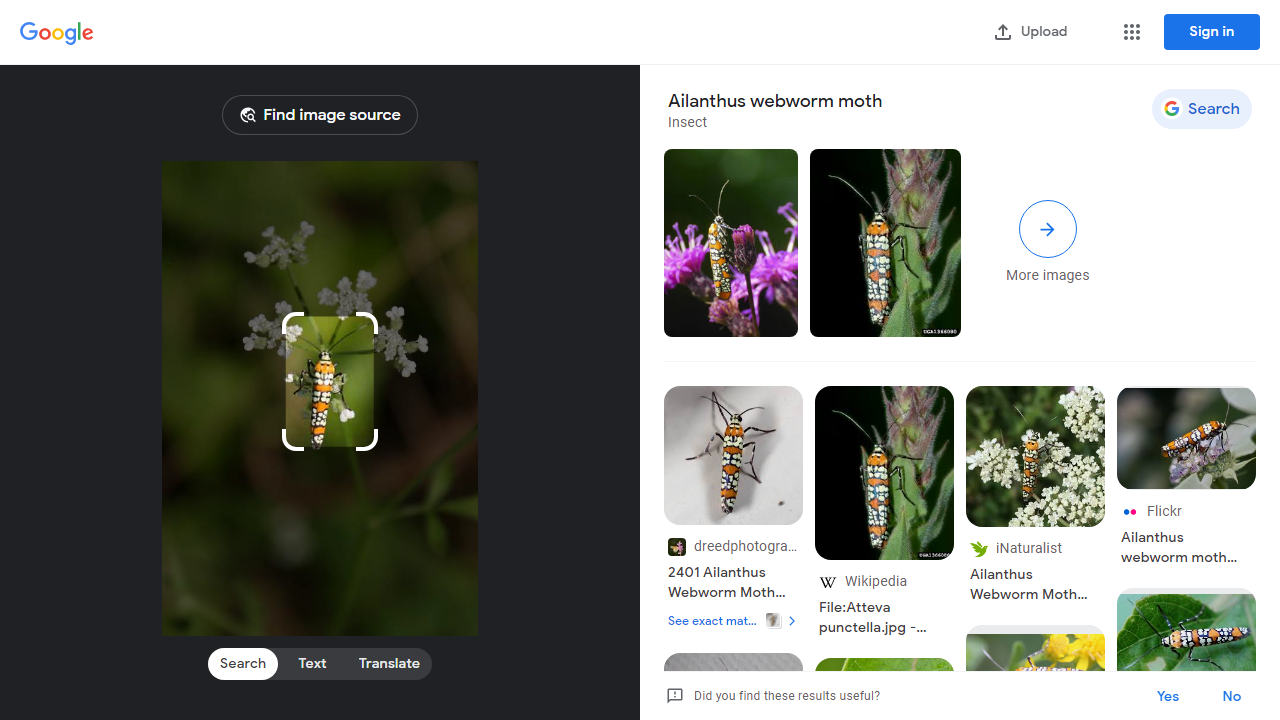 Google
Upload
Sign in
Find image source
Search
Text
Translate
Ailanthus webworm moth
Insect
Search
UGA1366080
More images
dreedphotogra...
2401 Ailanthus
Webworm Moth...
See exact mat...
Wikipedia
File:Atteva
punctella.jpg -...
iNaturalist
Ailanthus
Webworm Moth...
Flickr
Ailanthus
webworm moth...
Did you find these results useful?
Yes
No